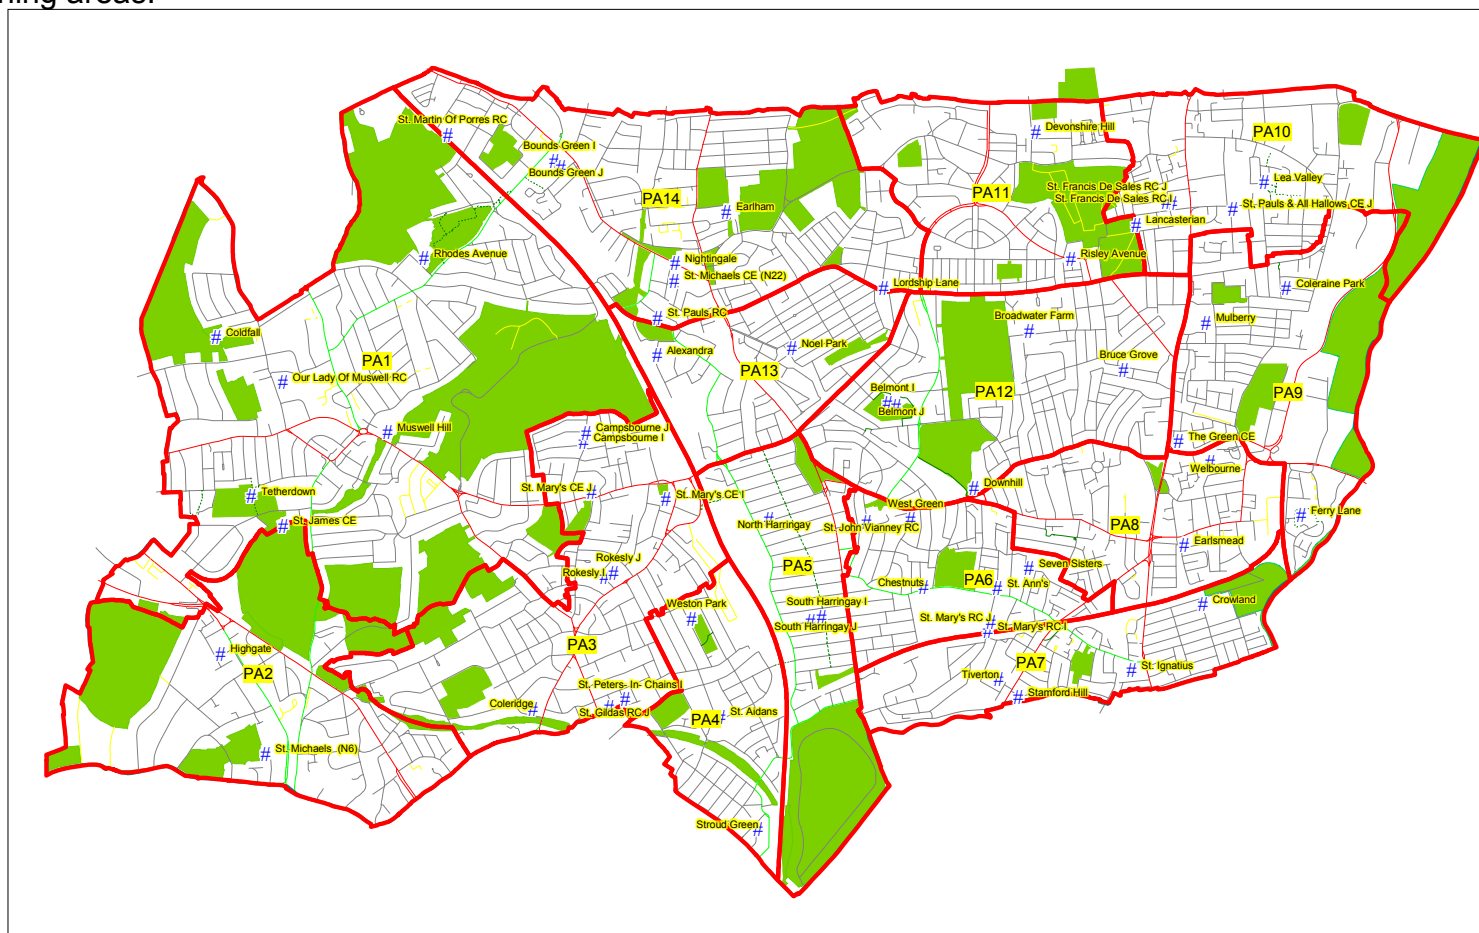 ning areas.
St. Martin Of Porres RC
Bounds Green I
Bounds Green J
PA14
Earlham
Rhodes Avenue
Nightingale
St. Michaels CE (N22)
St. Pauls RC
Lordship Lane
Devonshire Hill
PA11
St. Francis De Sales RC J
St. Francis De Sales RC I
Lancasterian
Risley Avenue
PA10
Lea Valley
St. Pauls & All Hallows CE J
Coleraine Park
Mulberry
Coldfall
PA1
Our Lady Of Muswell RC
Muswell Hill
Alexandra
Noel Park
PA13
Broadwater Farm
Bruce Grove
Belmont I
Belmont J
PA12
PA9
The Green CE
Welbourne
Campsbourne J
Campsbourne I
Tetherdown
St. James CE
St. Mary's CE J
St. Mary's CE I
North Harringay
Downhill
West Green
St. John Vianney RC
PA8
Ferry Lane
Earlsmead
Rokesly J
Rokesly I
PA5
Chestnuts
PA6
Seven Sisters
St. Ann's
Crowland
Weston Park
South Harringay I
South Harringay J
St. Mary's RC J
St. Mary's RC I
Highgate
PA2
PA3
PA7
Tiverton
St. Ignatius
Stamford Hill
St. Peters- In- Chains I
Coleridge
St. Gildas RC J
PA4
St. Aidans
St. Michaels (N6)
Stroud Green